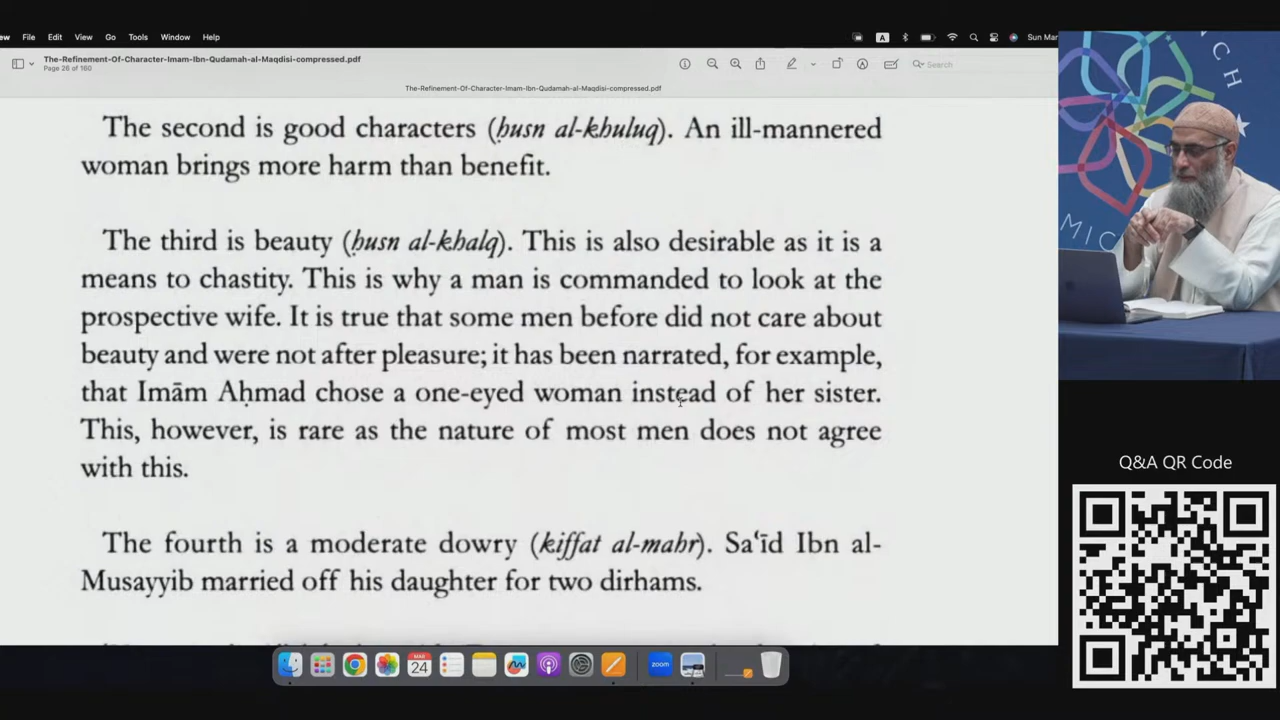 ew File Edit View Go Tools Window Help
A
Sun Mar
The-Refinement-Of-Character-Imam-Ibn-Qudamah-al-Maqdisi-compressed.pdf
Page 26 of 160
Search
The-Refinement-Of-Character-Imam-Ibn-Qudamah-al-Maqdisi-compressed.pdf
The second is good characters (ḥusn al-khuluq). An ill-mannered
woman brings more harm than benefit.
The third is beauty (ḥusn al-khalq). This is also desirable as it is a
means to chastity. This is why a man is commanded to look at the
prospective wife. It is true that some men before did not care about
beauty and were not after pleasure; it has been narrated, for example,
that Imām Aḥmad chose a one-eyed woman instead of her sister.
This, however, is rare as the nature of most men does not agree
with this.
The fourth is a moderate dowry (kiffat al-mahr). Saʿīd Ibn al-
Musayyib married off his daughter for two dirhams.
MAR
24
zoom
RCH
MIC
Q&A QR Code